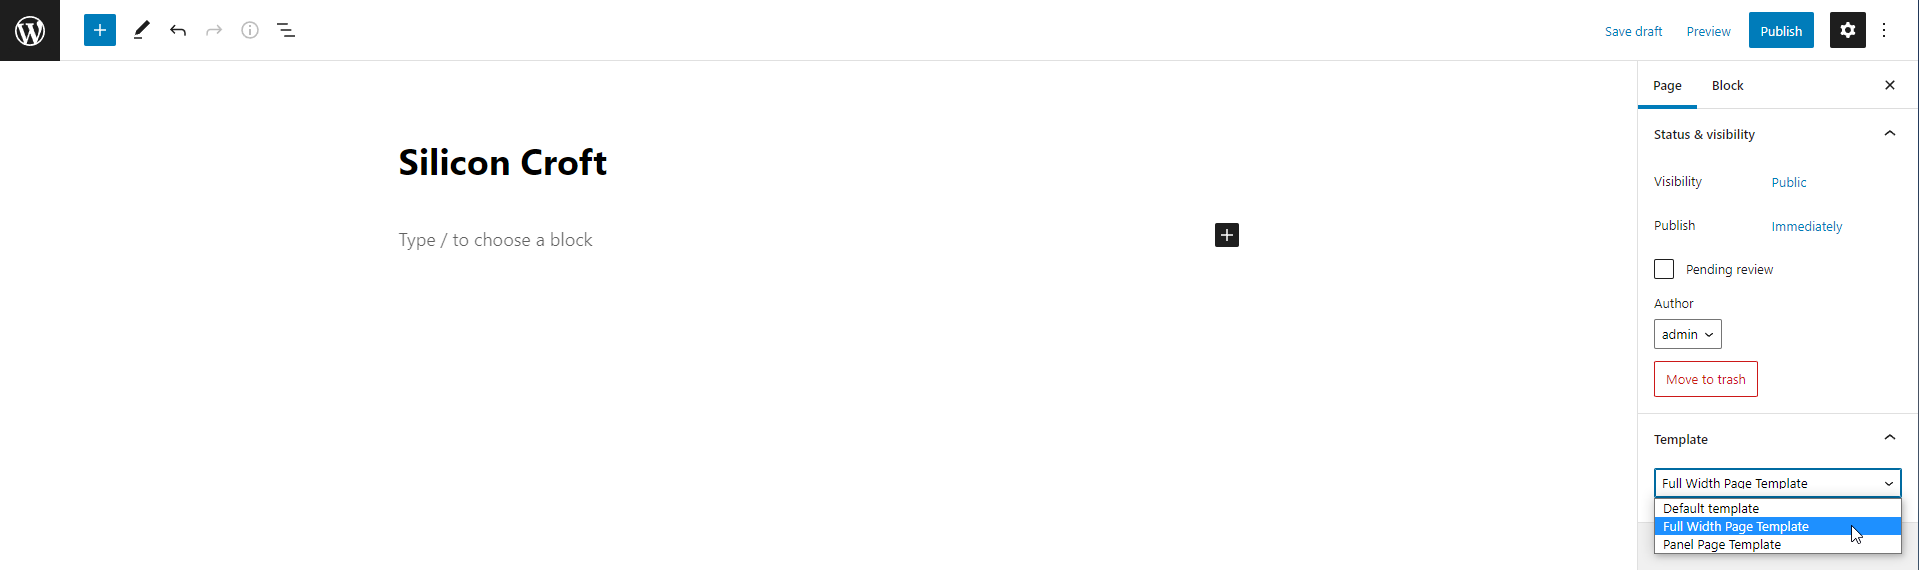 Save draft
Preview
Publish
Page
Block
Status & visibility
Silicon Croft
Visibility
Public
Publish
Immediately
Type / to choose a block
Pending review
Author
admin
Move to trash
Template
Full Width Page Template
Default template
Full Width Page Template
Panel Page Template